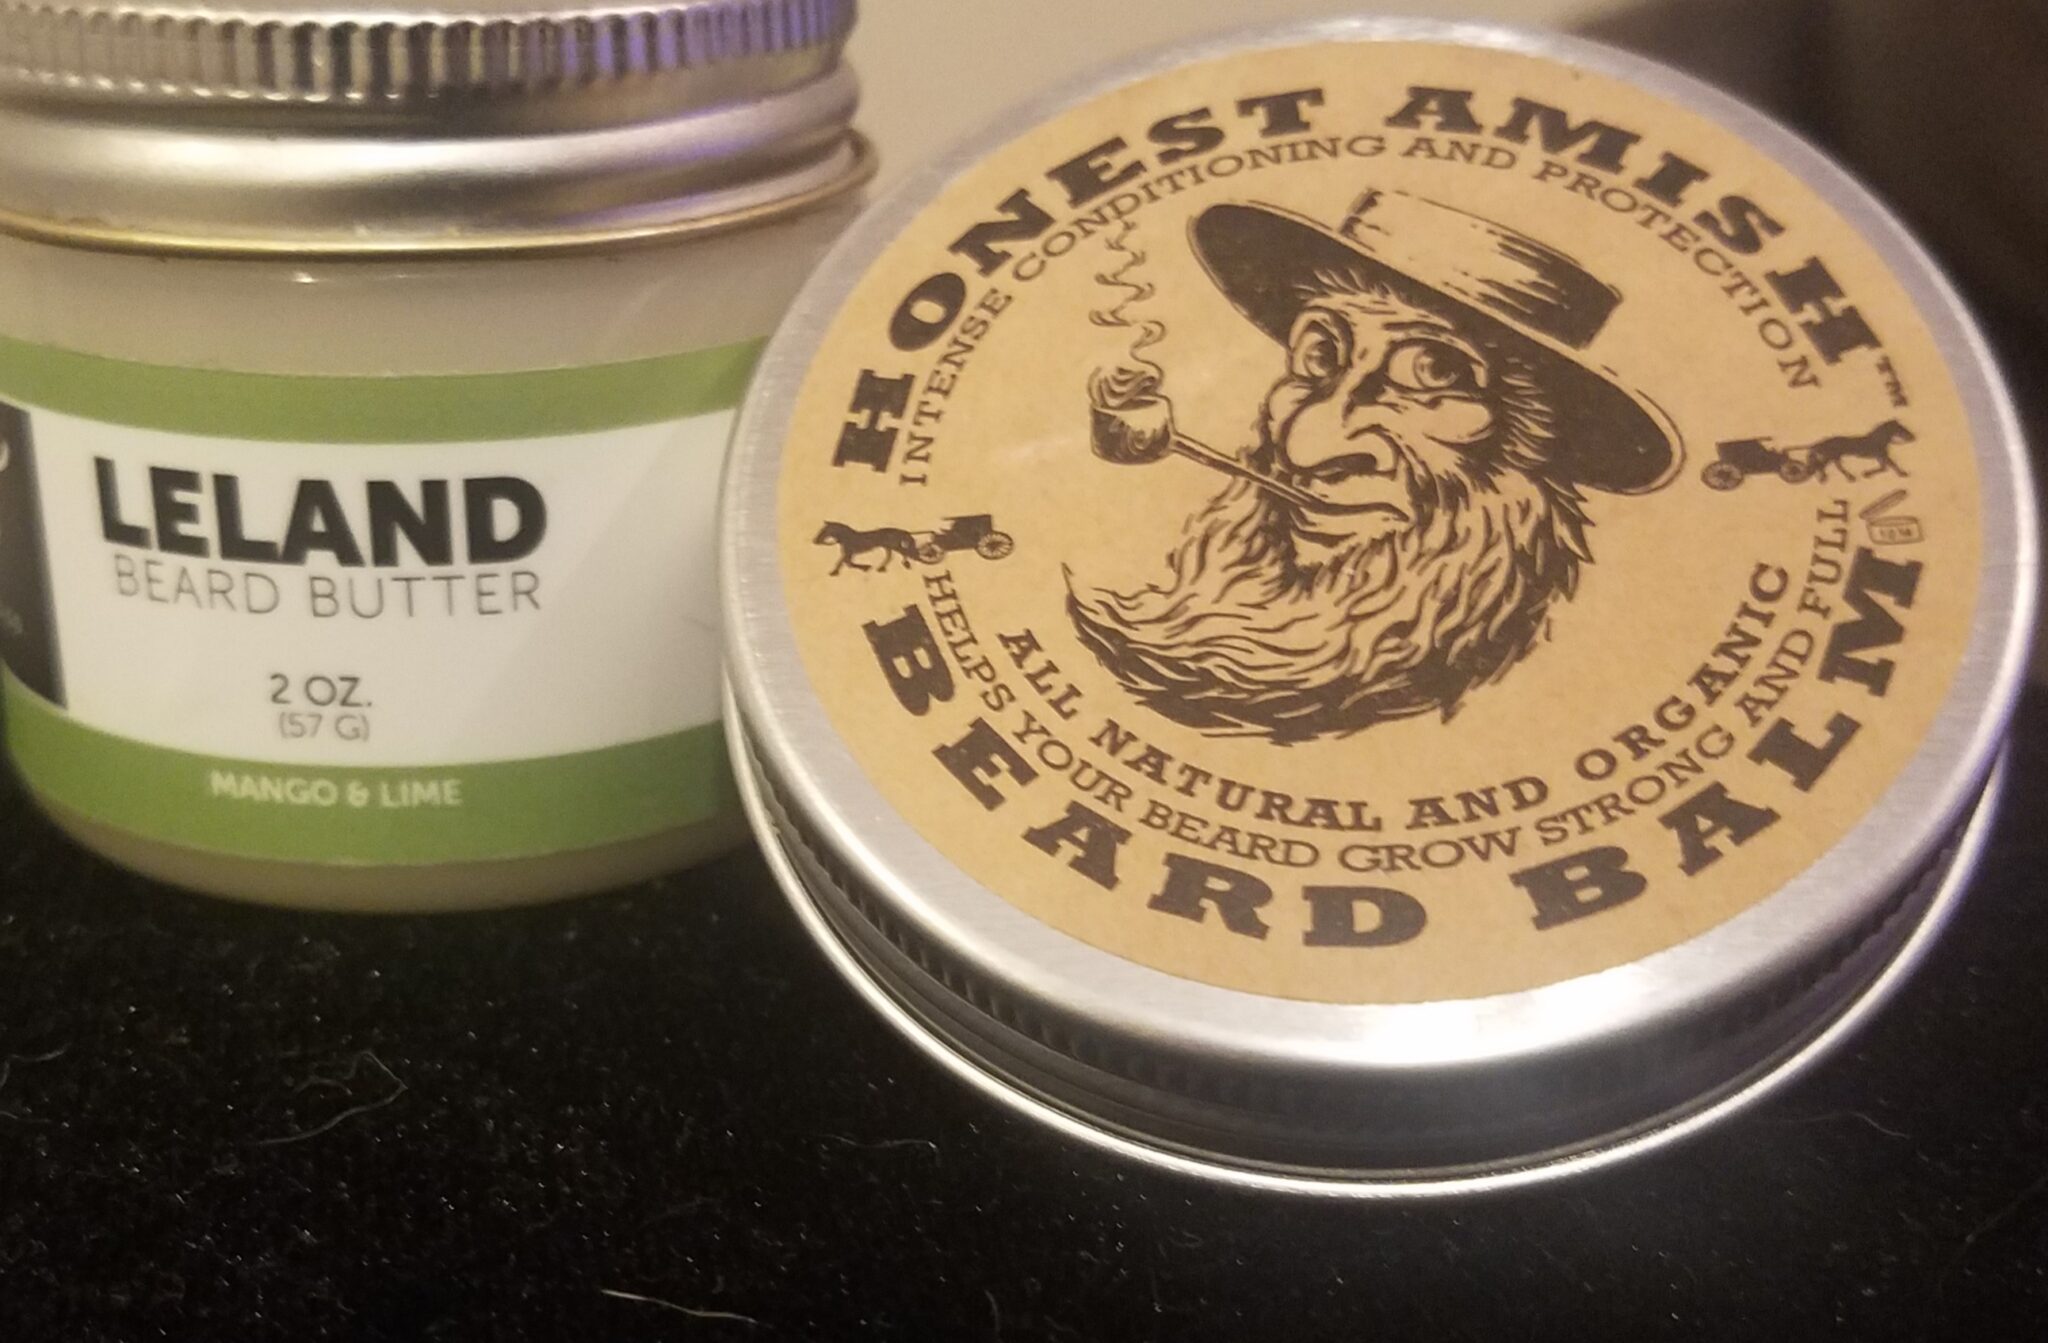 LELAND
BEARD BUTTER
2 OZ.
(57 G)
MANGO & LIME
HONEST AMISH™
INTENSE CONDITIONING AND PROTECTION
ALL NATURAL AND ORGANIC
HELPS YOUR BEARD GROW STRONG AND FULL
BEARD BALM